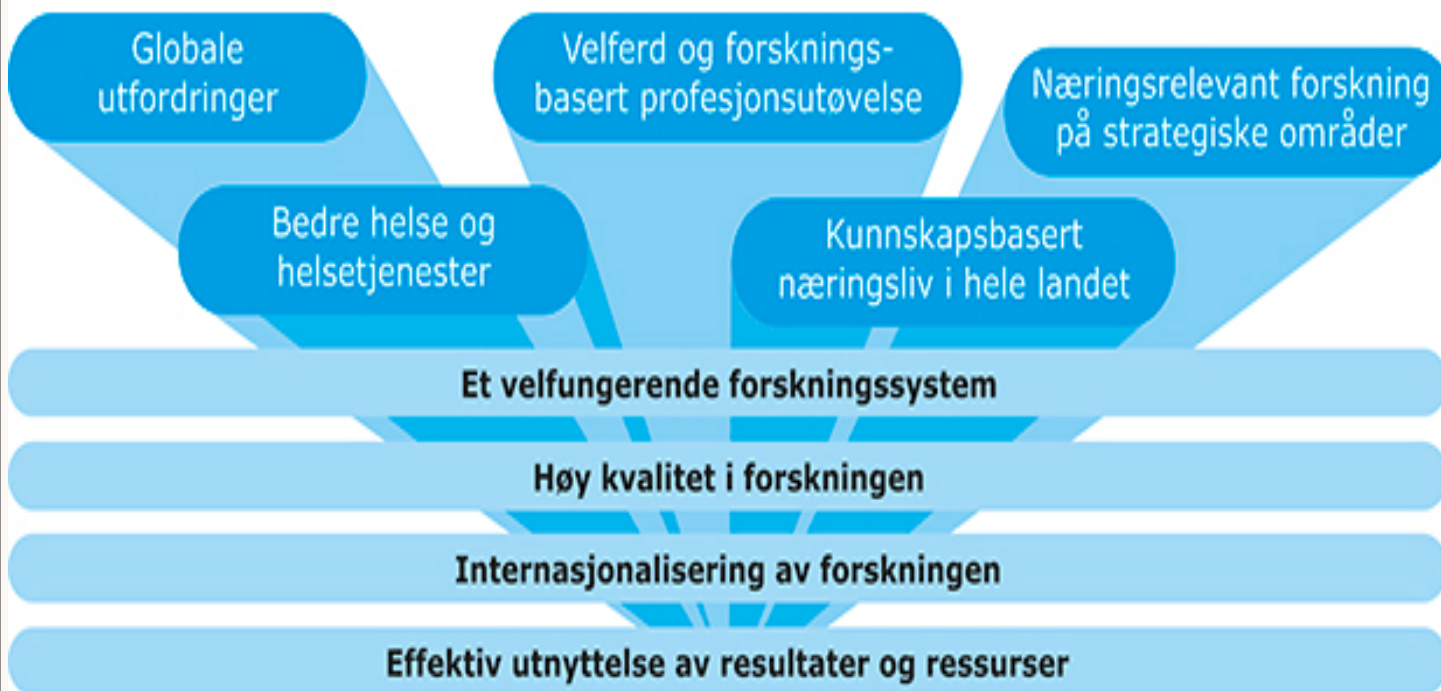 Globale
utfordringer
Velferd og forsknings-
basert profesjonsutøvelse
Næringsrelevant forskning
på strategiske områder
Bedre helse og
helsetjenester
Kunnskapsbasert
næringsliv i hele landet
Et velfungerende forskningssystem
Høy kvalitet i forskningen
Internasjonalisering av forskningen
Effektiv utnyttelse av resultater og ressurser